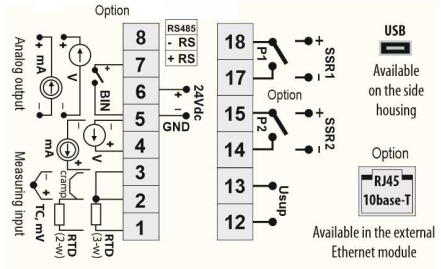 Option
Analog output
+ mA -
+ V -
8
RS485
- RS
+ RS
7
BIN
6
+
24Vdc
-
5
GND
mA
V
4
Measuring input
cramp
3
TC, mV
2
RTD
(2-w)
RTD
(3-w)
1
18
P1
+
SSR1
17
-
Option
15
P2
+
SSR2
14
-
13
Usup
12
USB
Available
on the side
housing
Option
RJ45
10base-T
Available in the external
Ethernet module